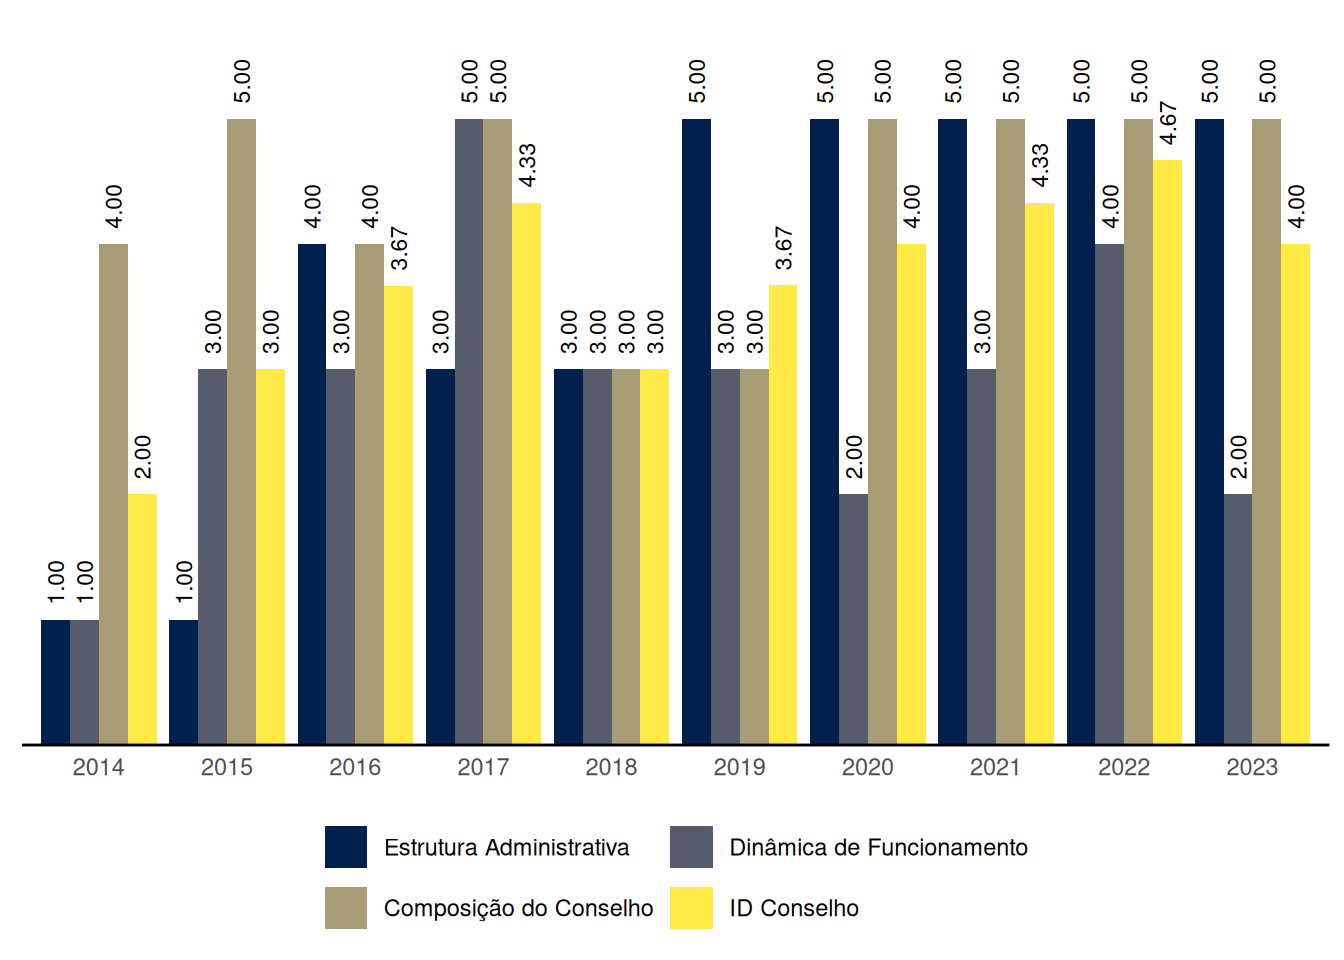 1.00 1.00 4.00 2.00
1.00 3.00 5.00 3.00
4.00 3.00 4.00 3.67
3.00 5.00 5.00 4.33
3.00 3.00 3.00 3.00
5.00 3.00 3.00 3.67
5.00 2.00 5.00 4.00
5.00 3.00 5.00 4.33
5.00 4.00 5.00 4.67
5.00 2.00 5.00 4.00
2014 2015 2016 2017 2018 2019 2020 2021 2022 2023
Estrutura Administrativa Dinâmica de Funcionamento
Composição do Conselho ID Conselho